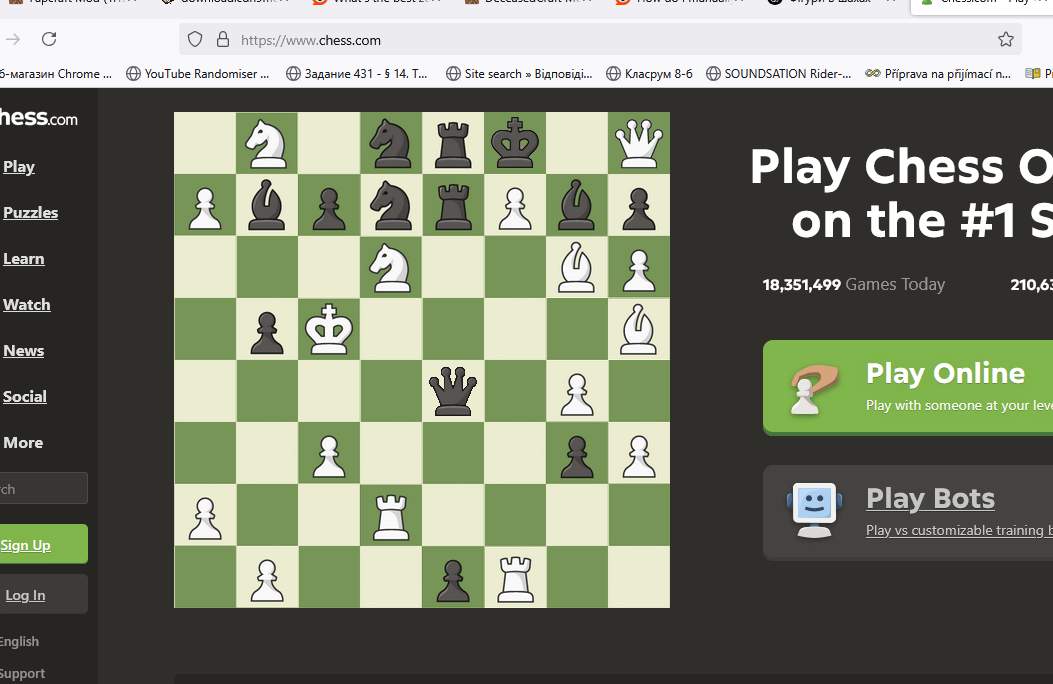 https://www.chess.com
б-магазин Chrome ... YouTube Randomiser ... Задание 431 - § 14. Т... Site search » Відповіді... Класрум 8-б SOUNDSATION Rider-... Příprava na přijímací n...
hess.com
Play
Puzzles
Learn
Watch
News
Social
More
rch
Sign Up
Log In
English
Support
Play Chess O
on the #1 S
18,351,499 Games Today 210,63
Play Online
Play with someone at your leve
Play Bots
Play vs customizable training b